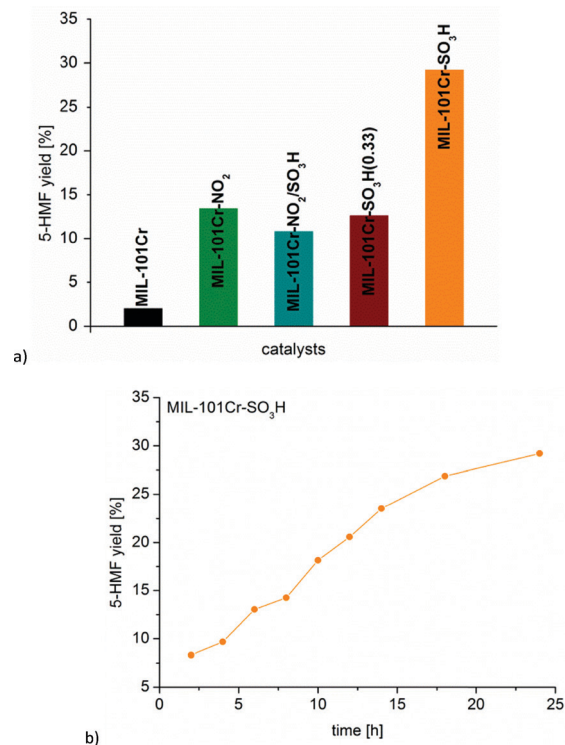 35
30
25
20
15
10
5
0
5-HMF yield [%]
MIL-101Cr
MIL-101Cr-NO₂
MIL-101Cr-NO₂/SO₃H
MIL-101Cr-SO₃H(0.33)
MIL-101Cr-SO₃H
catalysts
a)
MIL-101Cr-SO₃H
35
30
25
20
15
10
5
5-HMF yield [%]
0 5 10 15 20 25
time [h]
b)